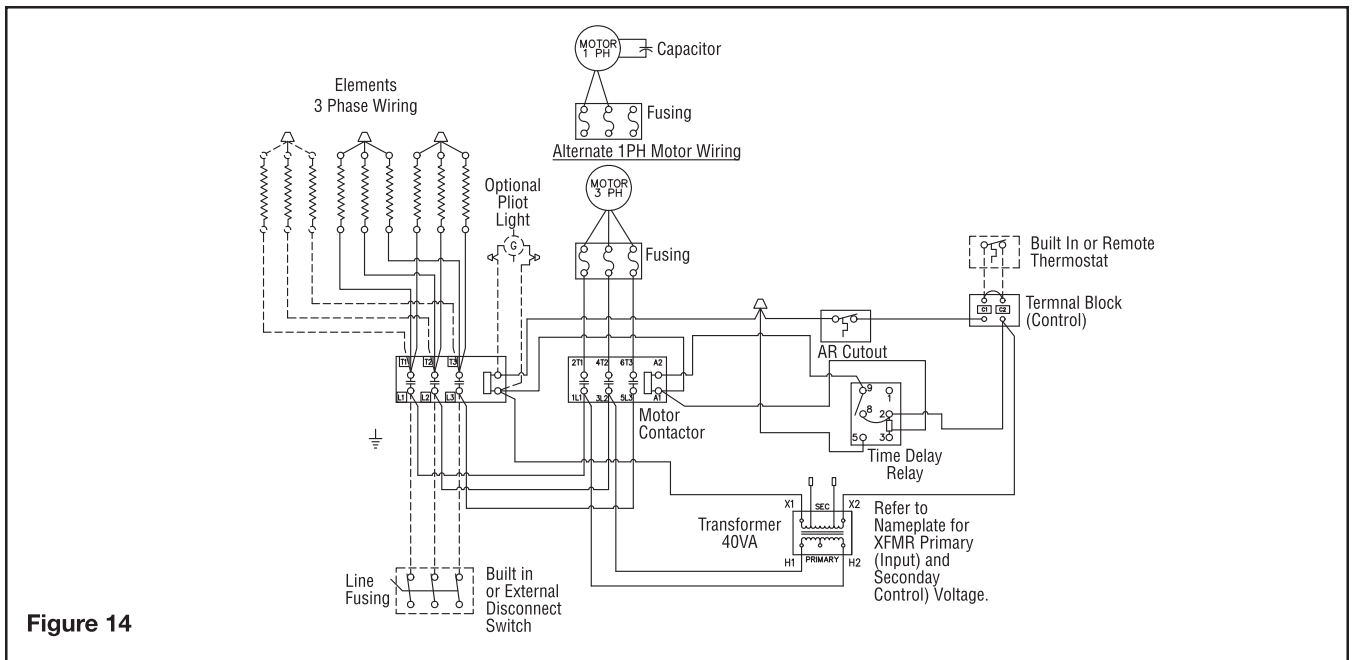 MOTOR
1 PH
Capacitor
Elements
3 Phase Wiring
Fusing
Alternate 1PH Motor Wiring
Optional
Pliot
Light
G
MOTOR
3 PH
Fusing
Built In or Remote
Thermostat
C1 C2
Termnal Block
(Control)
AR Cutout
T1 T2 T3
L1 L2 L3
2T1 4T2 6T3 A2
1L1 3L2 5L3 A1
Motor
Contactor
9 1
8 2
5 3
Time Delay
Relay
X1 SEC X2
Transformer
40VA
H1 PRIMARY H2
Refer to
Nameplate for
XFMR Primary
(Input) and
Seconday
Control) Voltage.
Line
Fusing
Built in
or External
Disconnect
Switch
Figure 14